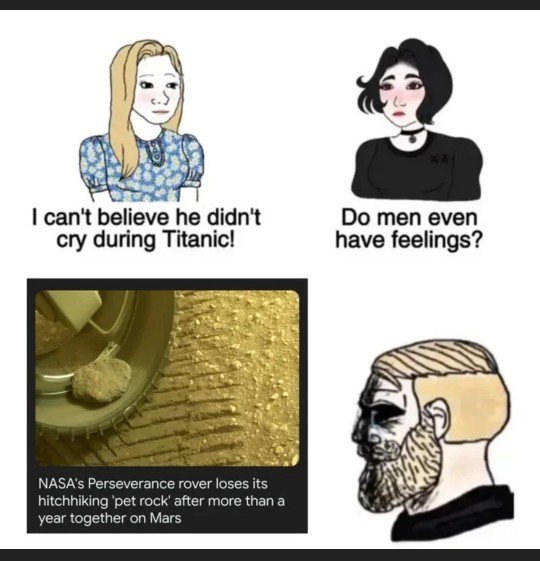 I can't believe he didn't
cry during Titanic!
Do men even
have feelings?
NASA's Perseverance rover loses its
hitchhiking 'pet rock' after more than a
year together on Mars